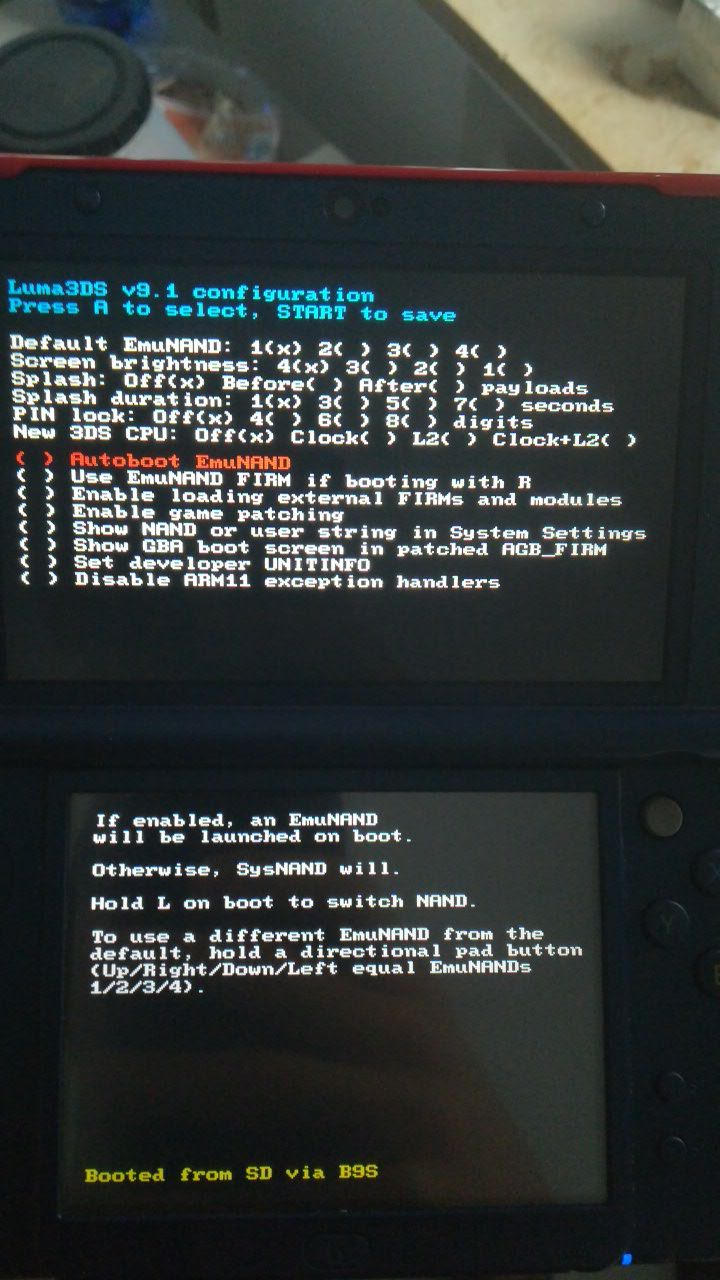 Luma3DS v9.1 configuration
Press A to select, START to save
Default EmuNAND: 1(x) 2( ) 3( ) 4( )
Screen brightness: 4(x) 3( ) 2( ) 1( )
Splash: Off(x) Before( ) After( ) payloads
Splash duration: 1(x) 3( ) 5( ) 7( ) seconds
PIN lock: Off(x) 4( ) 6( ) 8( ) digits
New 3DS CPU: Off(x) Clock( ) L2( ) Clock+L2( )
( ) Autoboot EmuNAND
( ) Use EmuNAND FIRM if booting with R
( ) Enable loading external FIRMs and modules
( ) Enable game patching
( ) Show NAND or user string in System Settings
( ) Show GBA boot screen in patched AGB_FIRM
( ) Set developer UNITINFO
( ) Disable ARM11 exception handlers
If enabled, an EmuNAND
will be launched on boot.
Otherwise, SysNAND will.
Hold L on boot to switch NAND.
To use a different EmuNAND from the
default, hold a directional pad button
(Up/Right/Down/Left equal EmuNANDs
1/2/3/4).
Booted from SD via B9S
X
Y